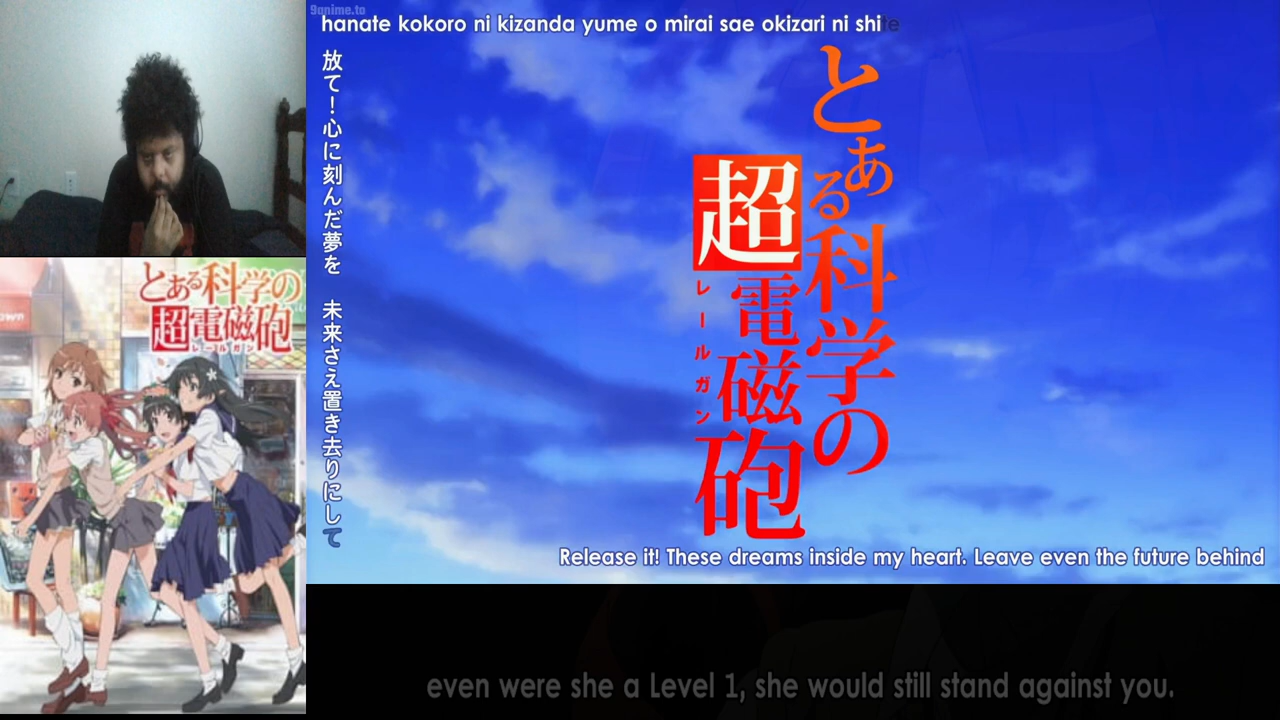 9anime.to
hanate kokoro ni kizanda yume o mirai sae okizari ni shite
放て！心に刻んだ夢を　未来さえ置き去りにして
とある科学の
超電磁砲
レールガン
Release it! These dreams inside my heart. Leave even the future behind
even were she a Level 1, she would still stand against you.
とある科学の
超電磁砲
レールガン
own